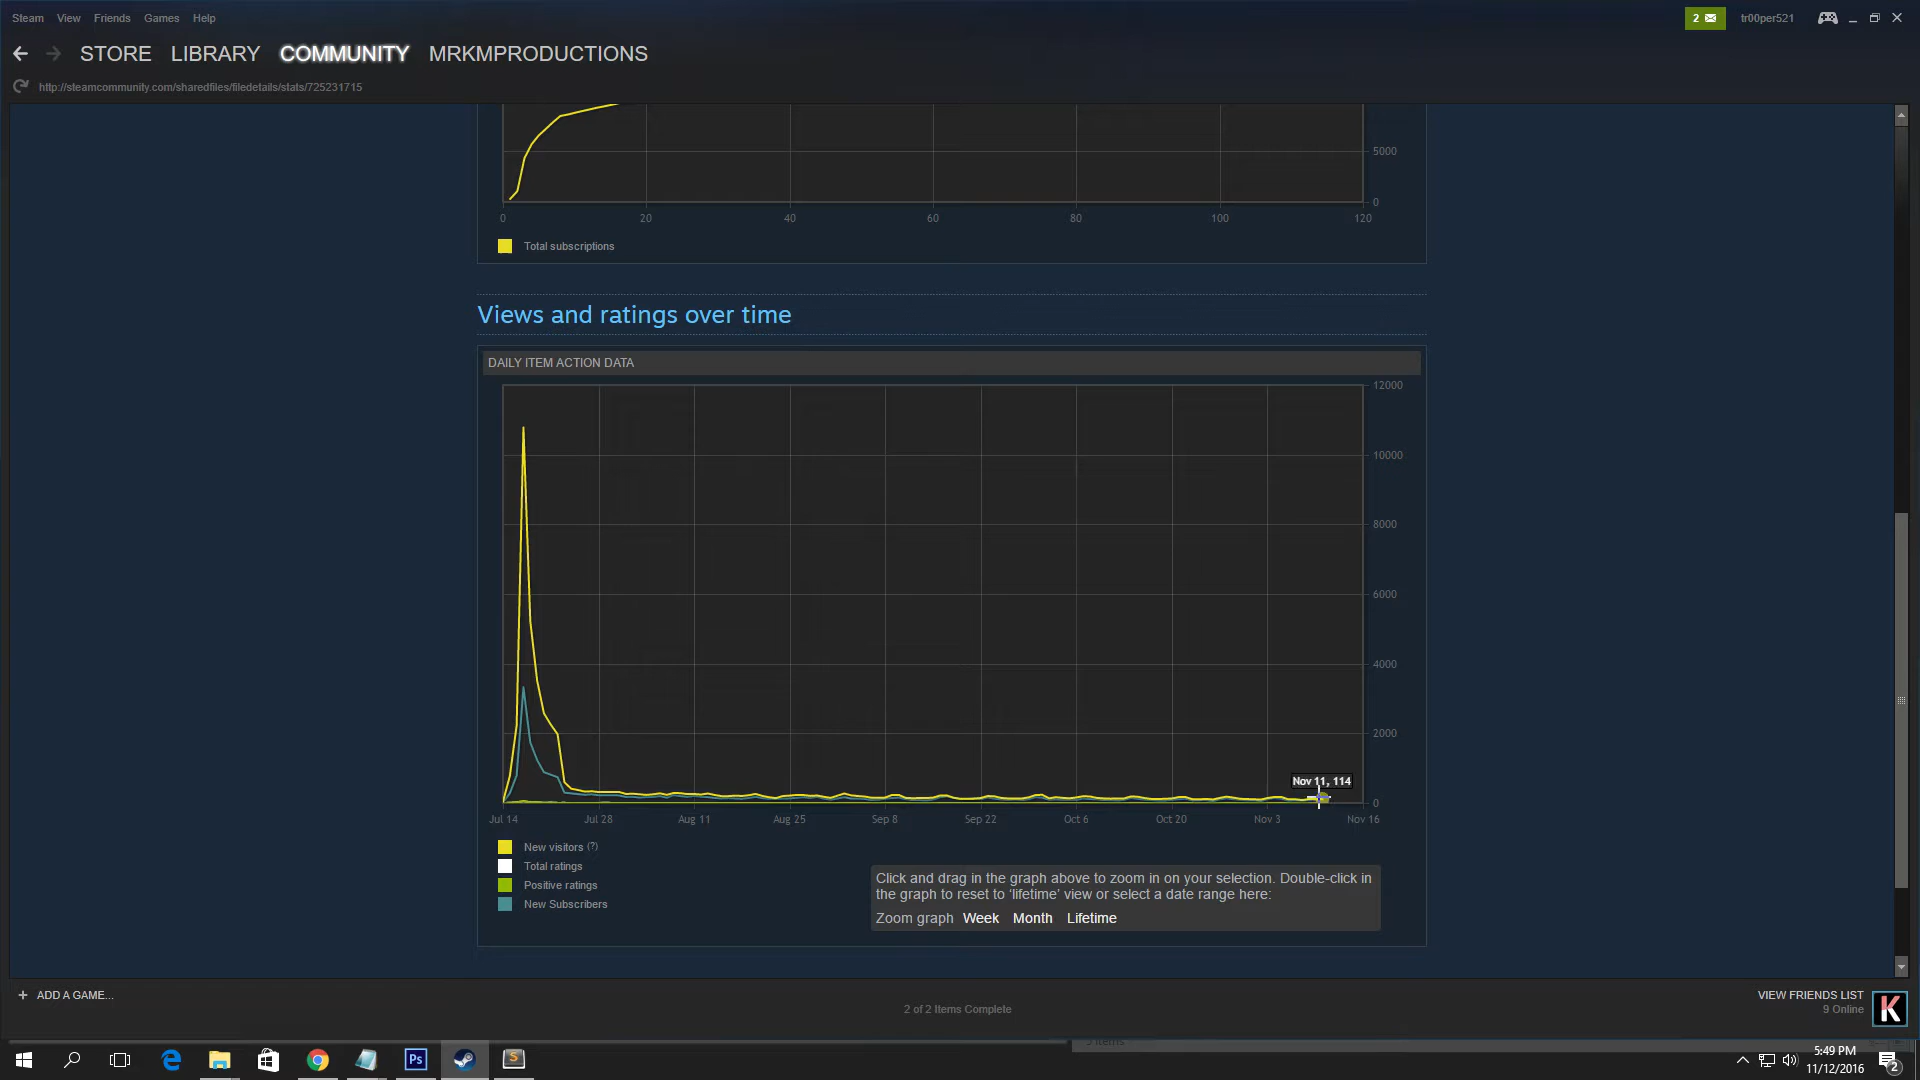 Steam View Friends Games Help
2
tr00per521
STORE LIBRARY COMMUNITY MRKMPRODUCTIONS
http://steamcommunity.com/sharedfiles/filedetails/stats/725231715
5000
0
0 20 40 60 80 100 120
Total subscriptions
Views and ratings over time
DAILY ITEM ACTION DATA
12000
10000
8000
6000
4000
2000
Nov 11, 114
0
Jul 14 Jul 28 Aug 11 Aug 25 Sep 8 Sep 22 Oct 6 Oct 20 Nov 3 Nov 16
New visitors (?)
Total ratings
Positive ratings
New Subscribers
Click and drag in the graph above to zoom in on your selection. Double-click in
the graph to reset to 'lifetime' view or select a date range here:
Zoom graph Week Month Lifetime
+ ADD A GAME...
2 of 2 Items Complete
VIEW FRIENDS LIST
9 Online
K
Ps
S
5:49 PM
11/12/2016
2